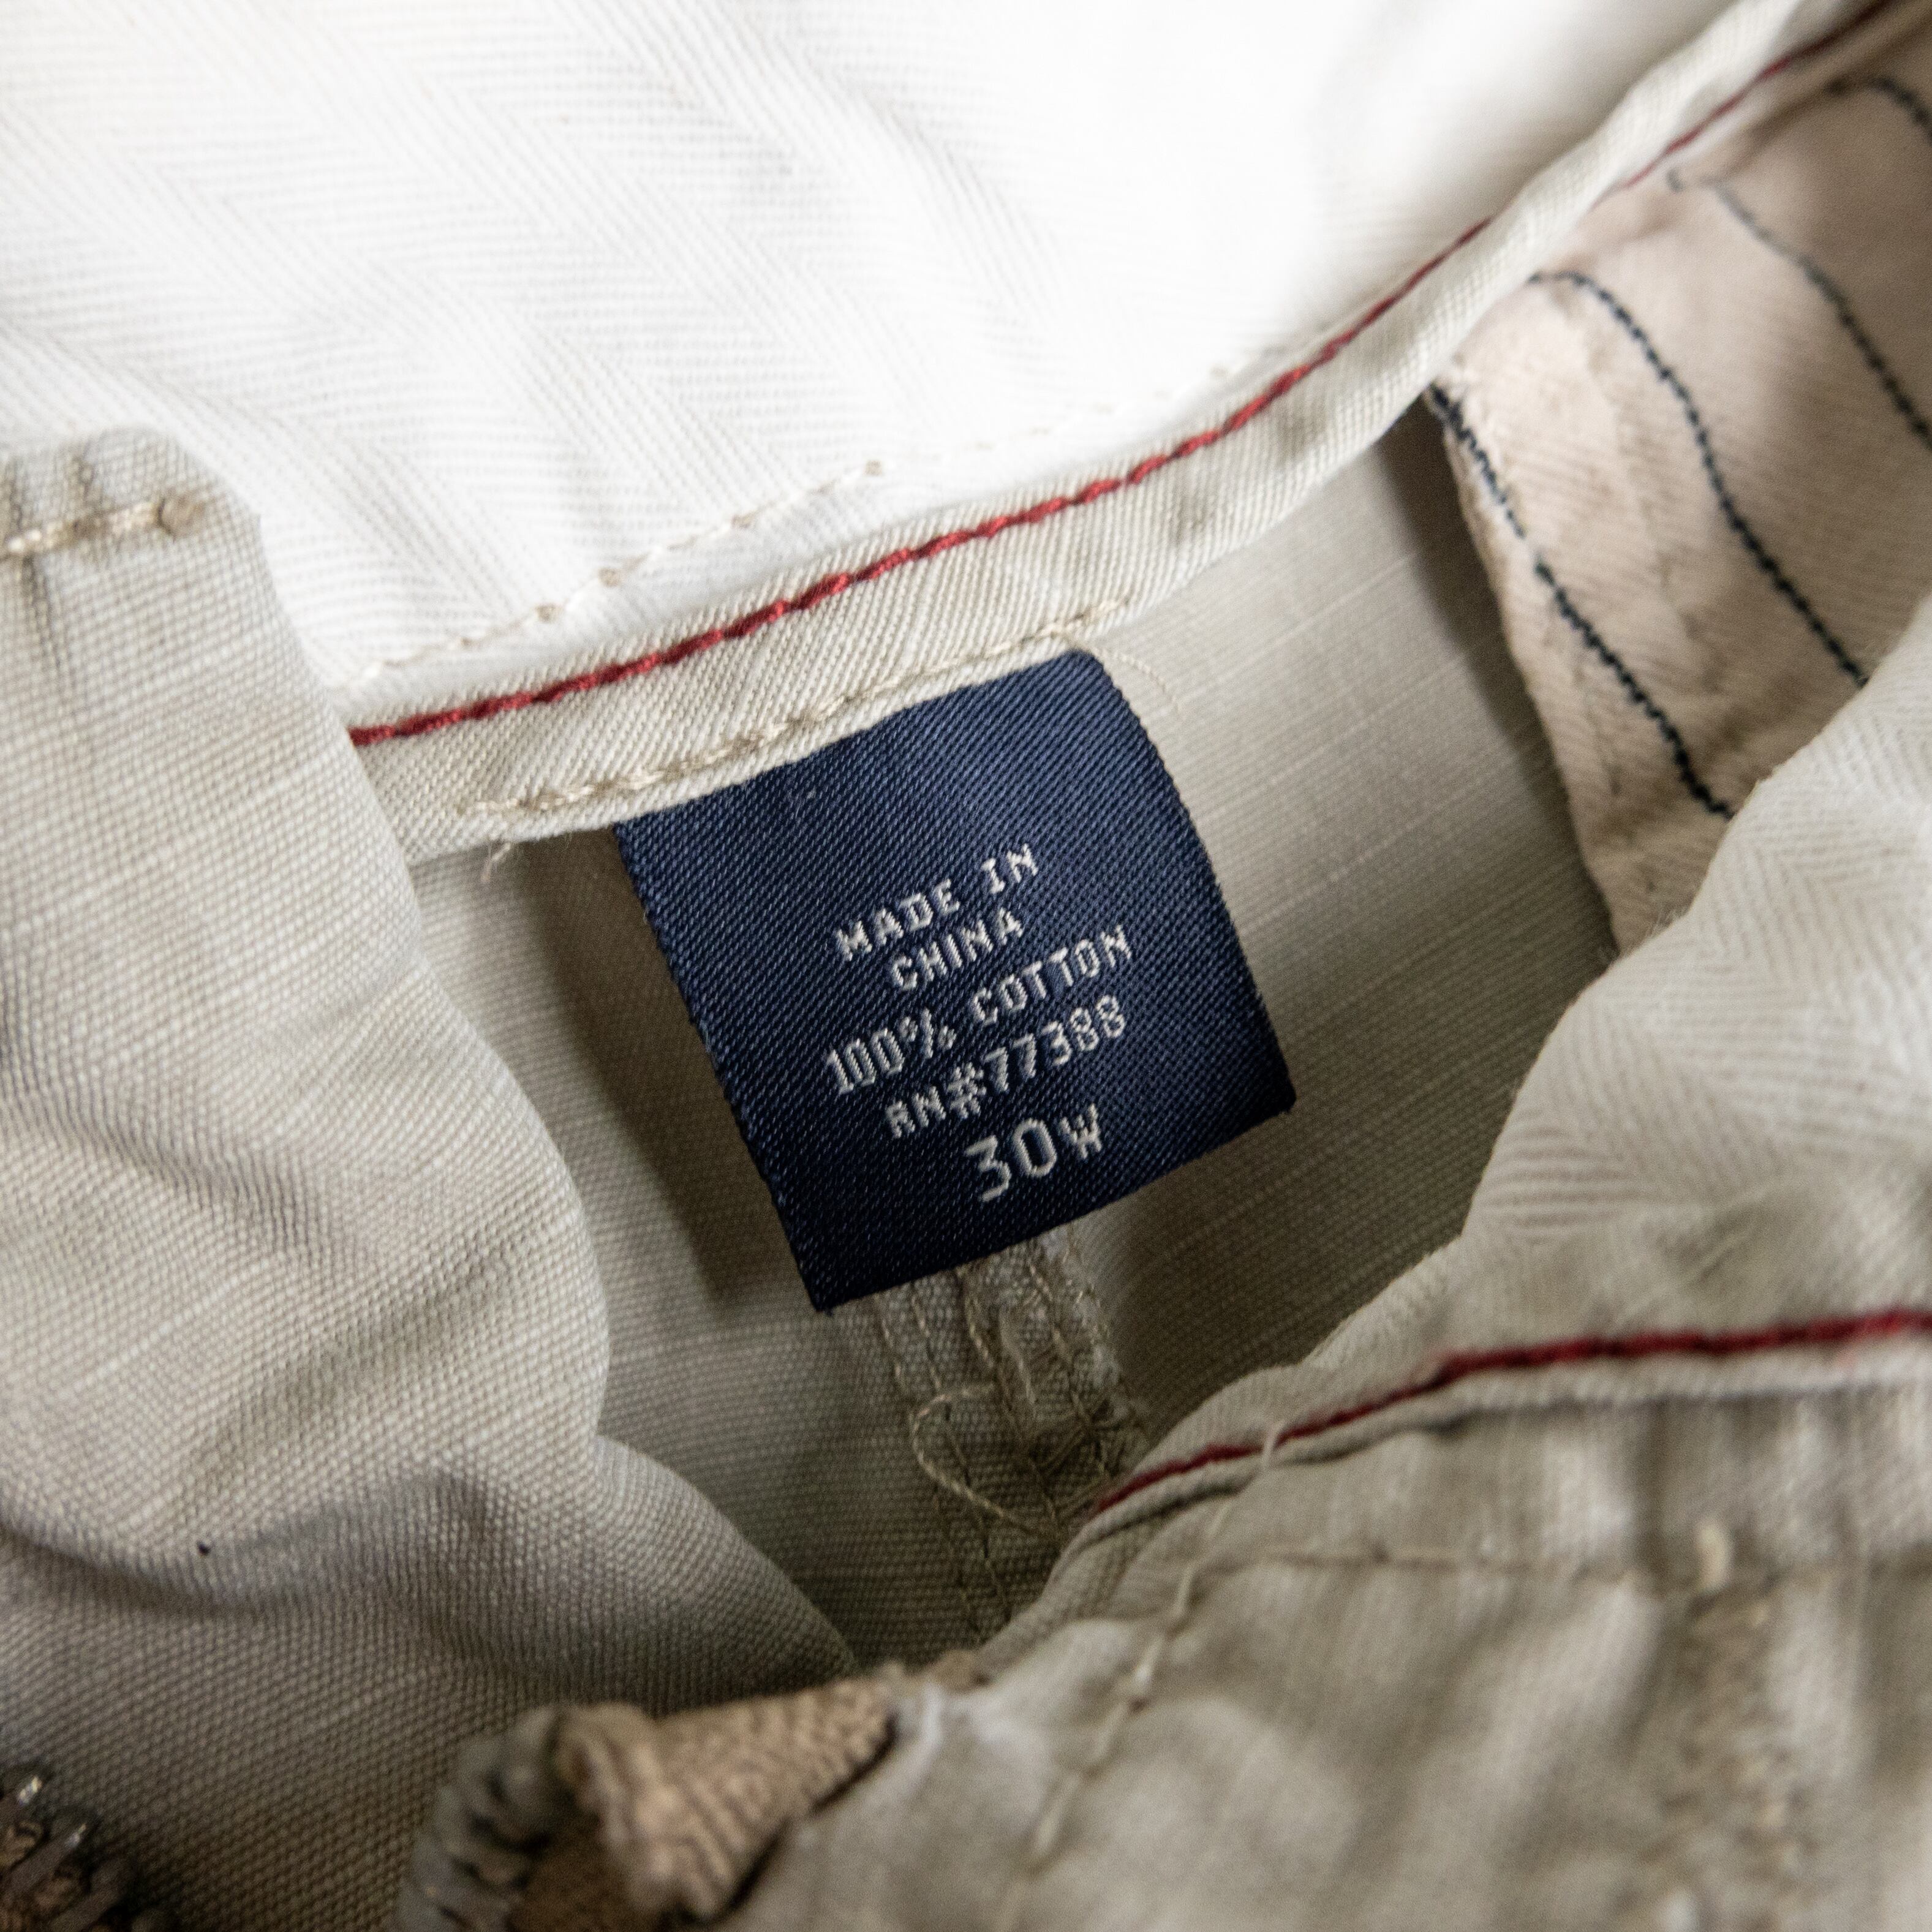 MADE IN
CHINA
100% COTTON
RN#77388
30W